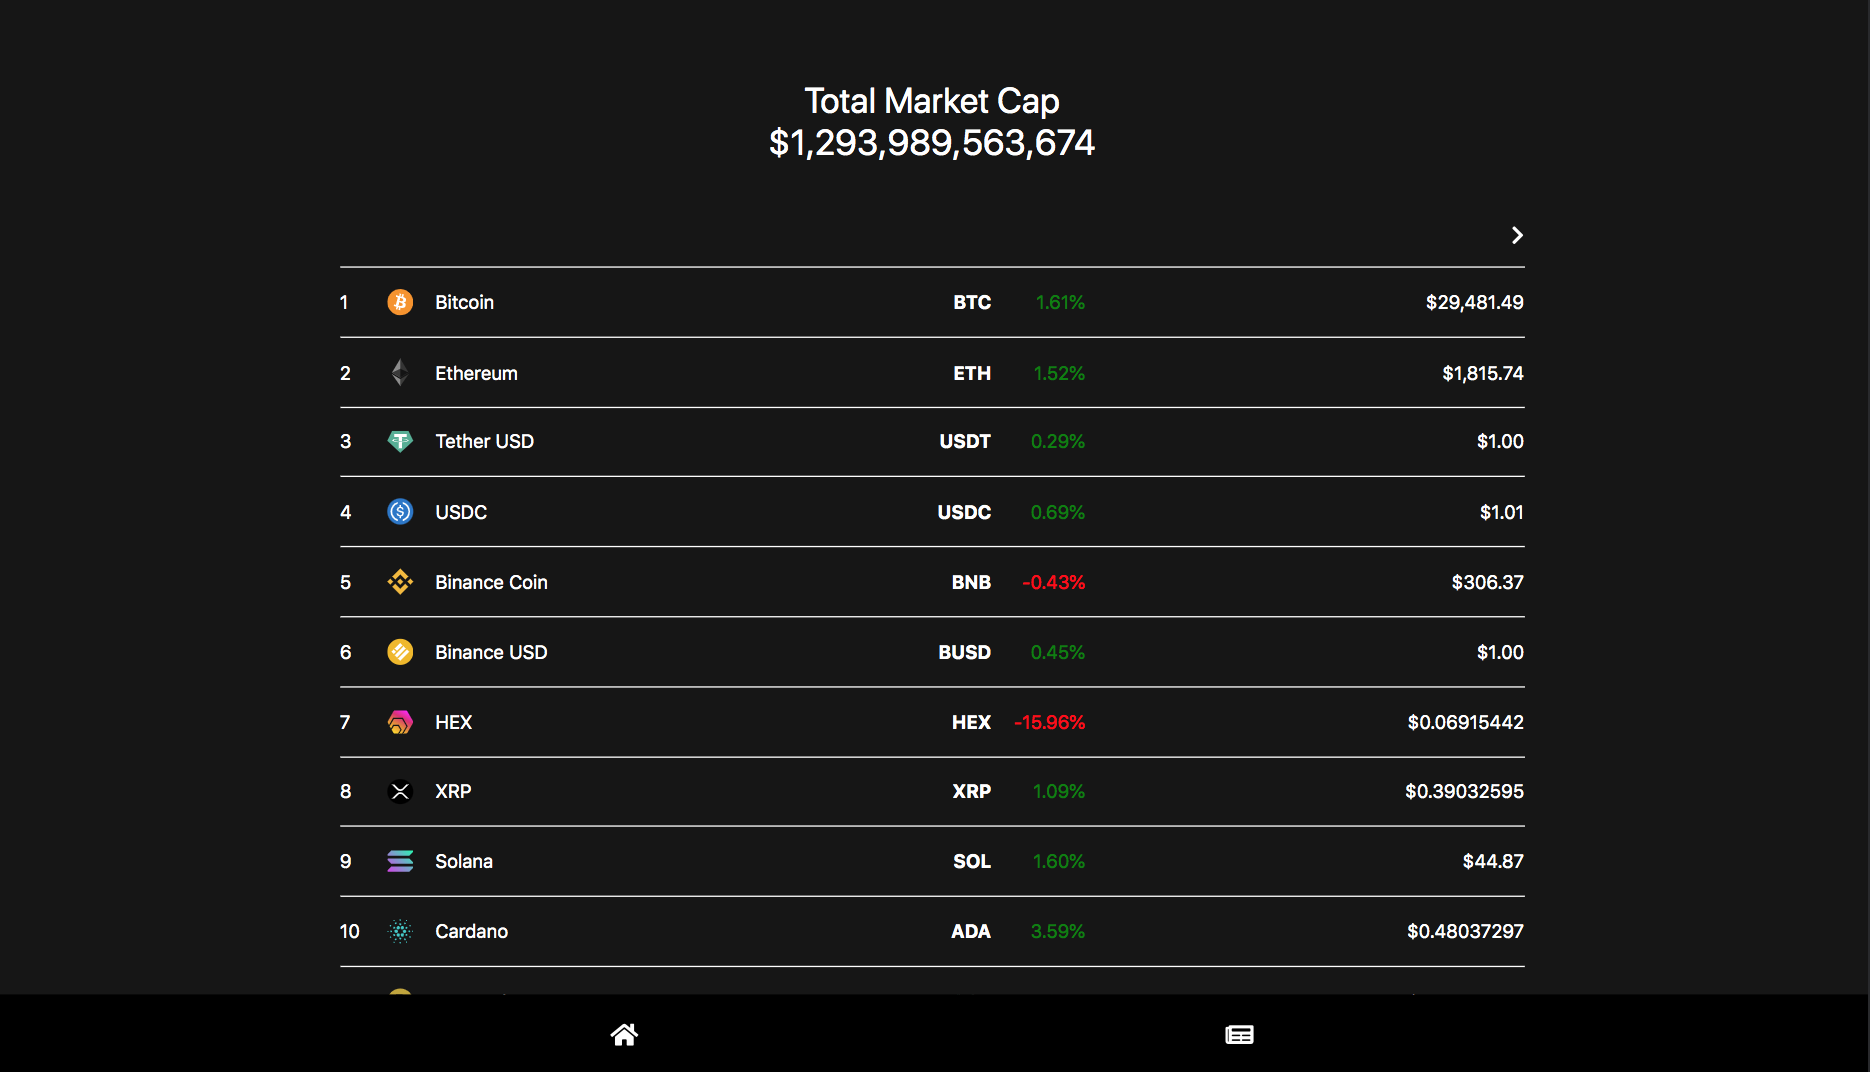 Total Market Cap
$1,293,989,563,674
1 Bitcoin BTC 1.61% $29,481.49
2 Ethereum ETH 1.52% $1,815.74
3 Tether USD USDT 0.29% $1.00
4 USDC USDC 0.69% $1.01
5 Binance Coin BNB -0.43% $306.37
6 Binance USD BUSD 0.45% $1.00
7 HEX HEX -15.96% $0.06915442
8 XRP XRP 1.09% $0.39032595
9 Solana SOL 1.60% $44.87
10 Cardano ADA 3.59% $0.48037297